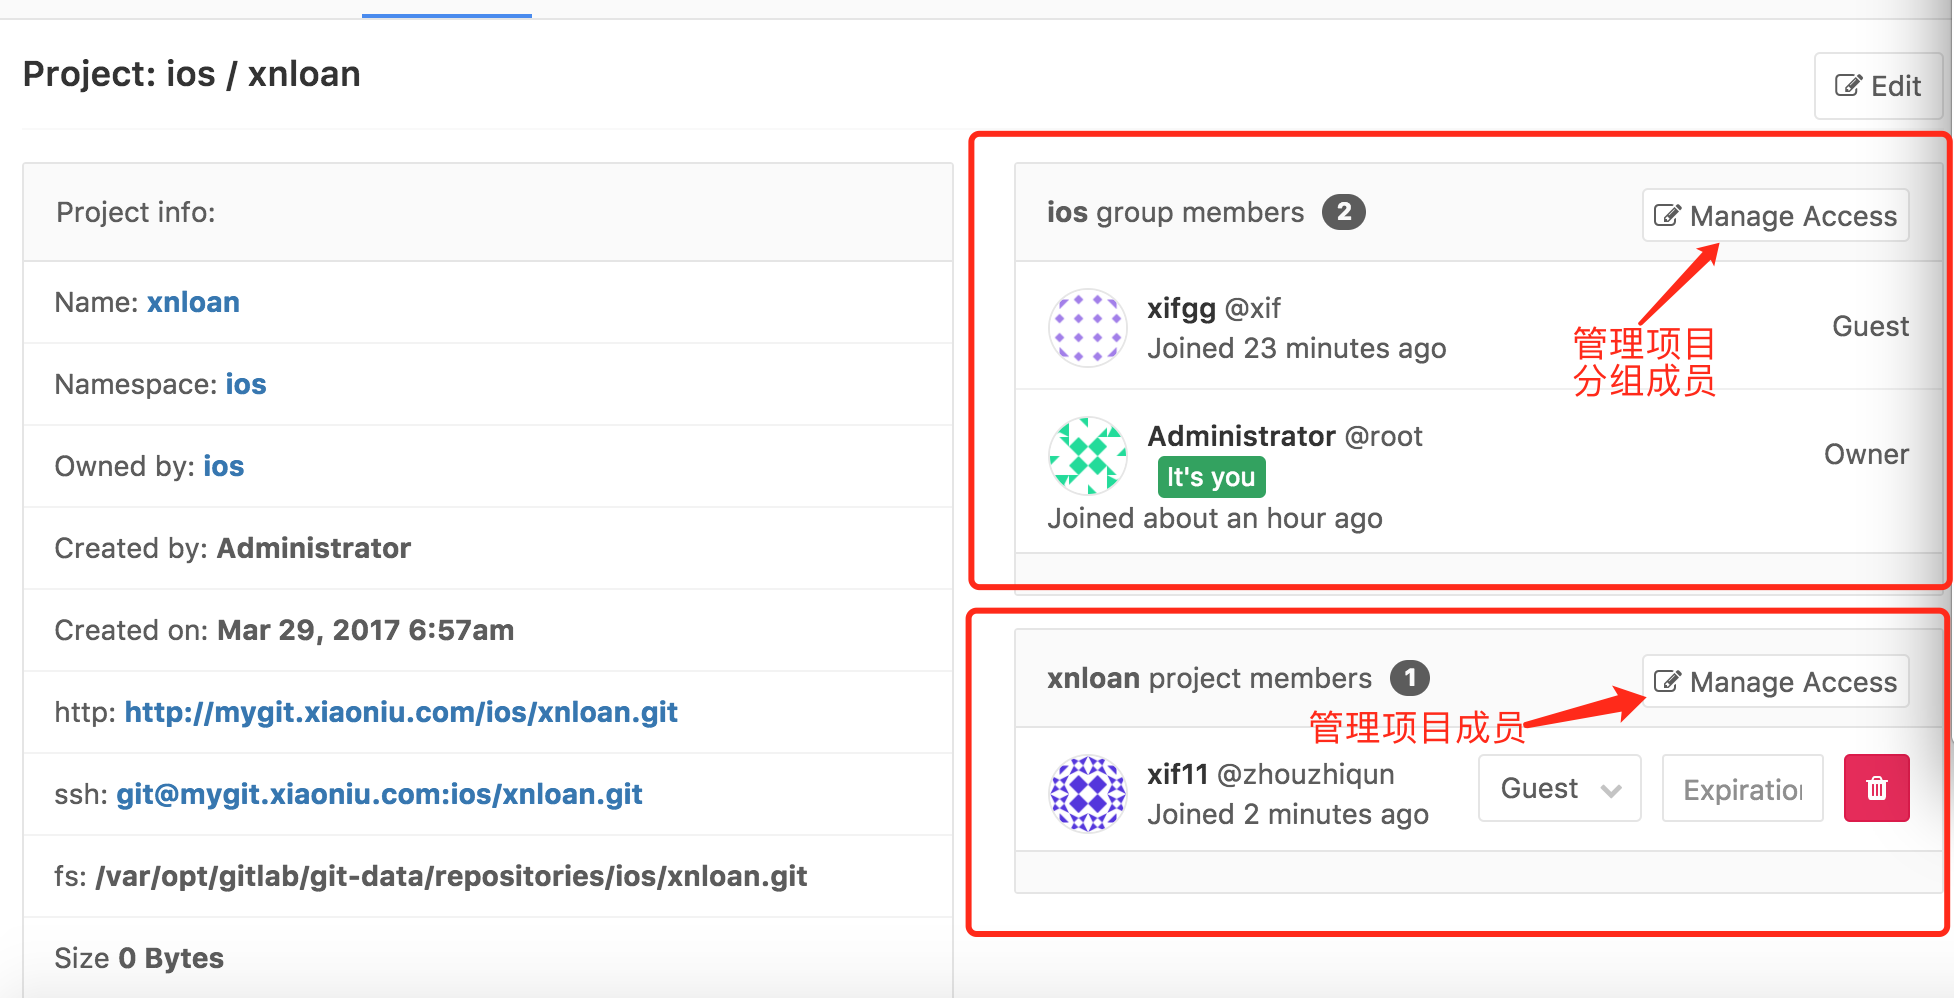 Project: ios / xnloan
Edit
Project info:
Name: xnloan
Namespace: ios
Owned by: ios
Created by: Administrator
Created on: Mar 29, 2017 6:57am
http: http://mygit.xiaoniu.com/ios/xnloan.git
ssh: git@mygit.xiaoniu.com:ios/xnloan.git
fs: /var/opt/gitlab/git-data/repositories/ios/xnloan.git
Size 0 Bytes
ios group members 2
Manage Access
管理项目
分组成员
xifgg @xif
Joined 23 minutes ago
Guest
Administrator @root
It's you
Joined about an hour ago
Owner
xnloan project members 1
Manage Access
管理项目成员
xif11 @zhouzhiqun
Joined 2 minutes ago
Guest
Expiration